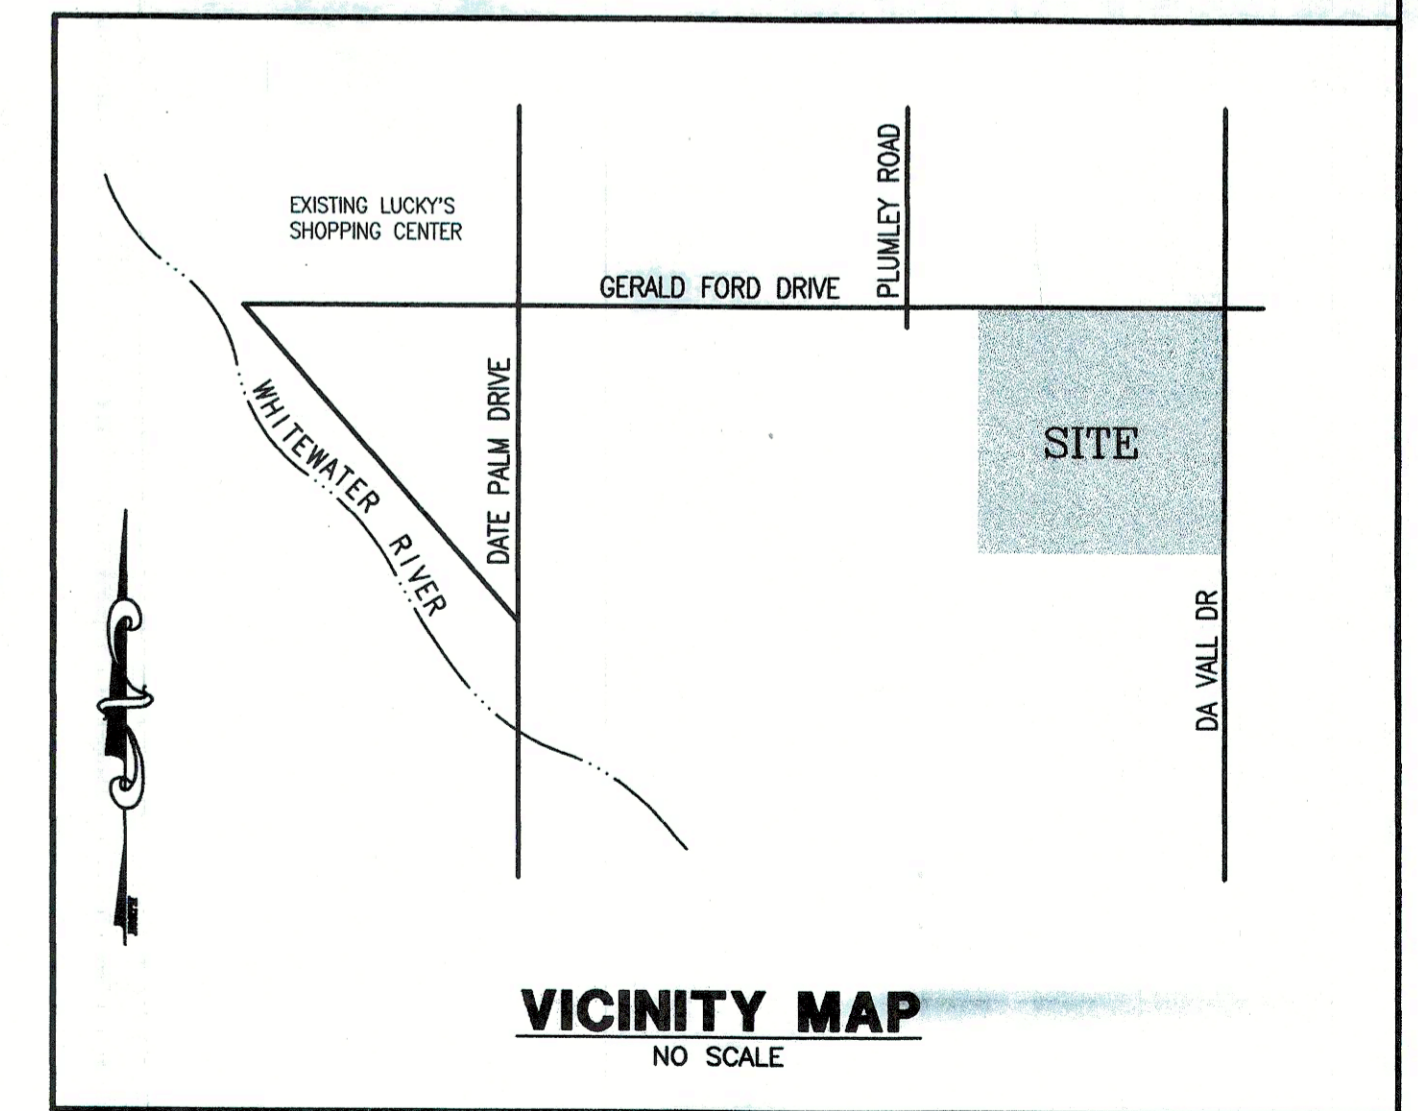 EXISTING LUCKY'S
SHOPPING CENTER
PLUMLEY ROAD
GERALD FORD DRIVE
WHITEWATER RIVER
DATE PALM DRIVE
SITE
DA VALL DR
VICINITY MAP
NO SCALE